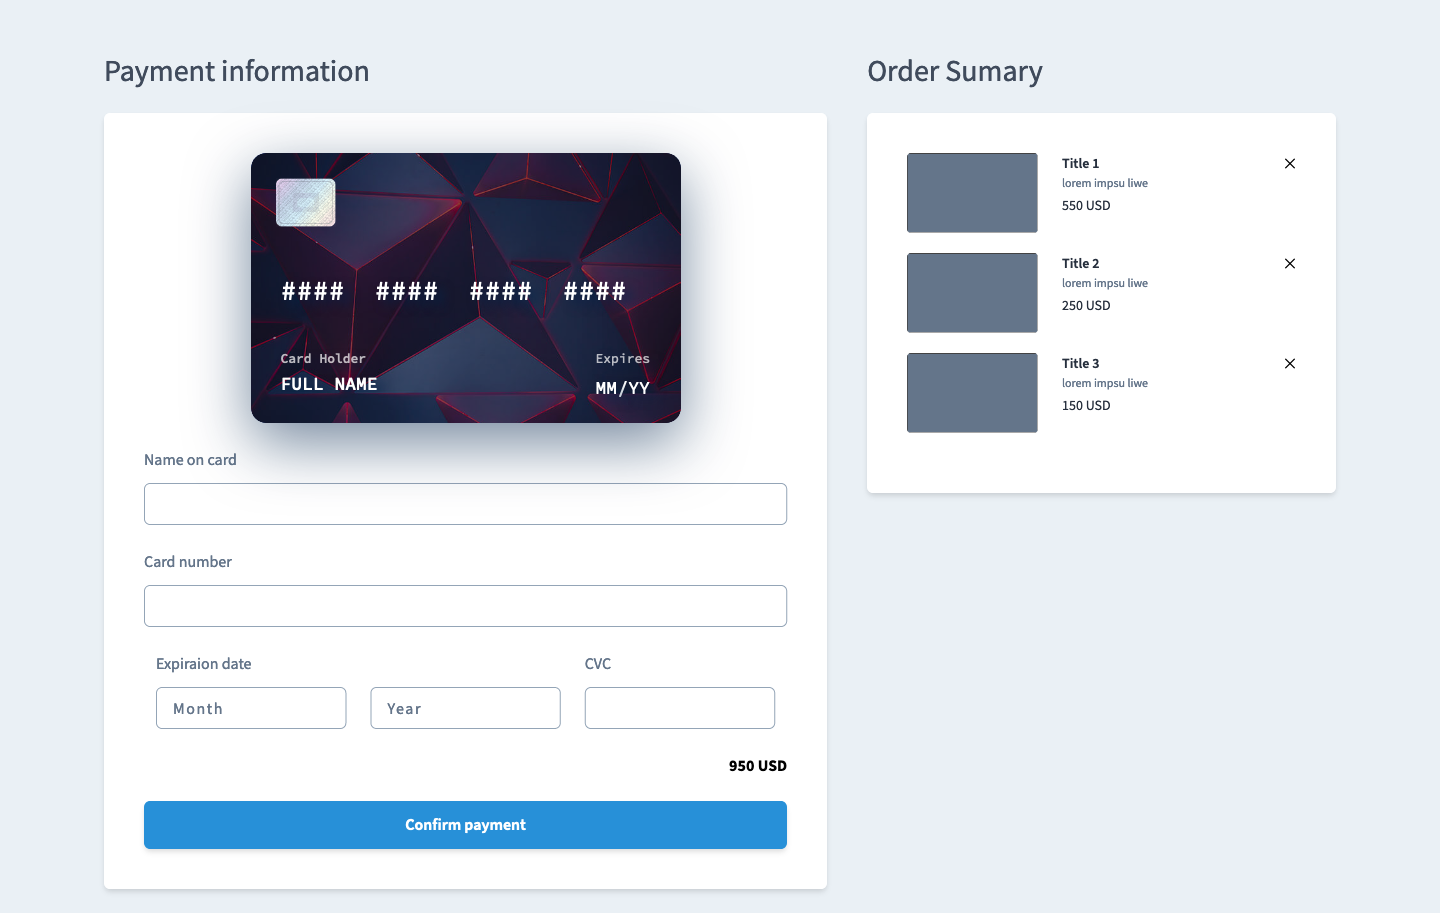 Payment information
#### #### #### ####
Card Holder
FULL NAME
Expires
MM/YY
Name on card
Card number
Expiraion date
CVC
Month
Year
950 USD
Confirm payment
Order Sumary
Title 1
lorem impsu liwe
550 USD
Title 2
lorem impsu liwe
250 USD
Title 3
lorem impsu liwe
150 USD